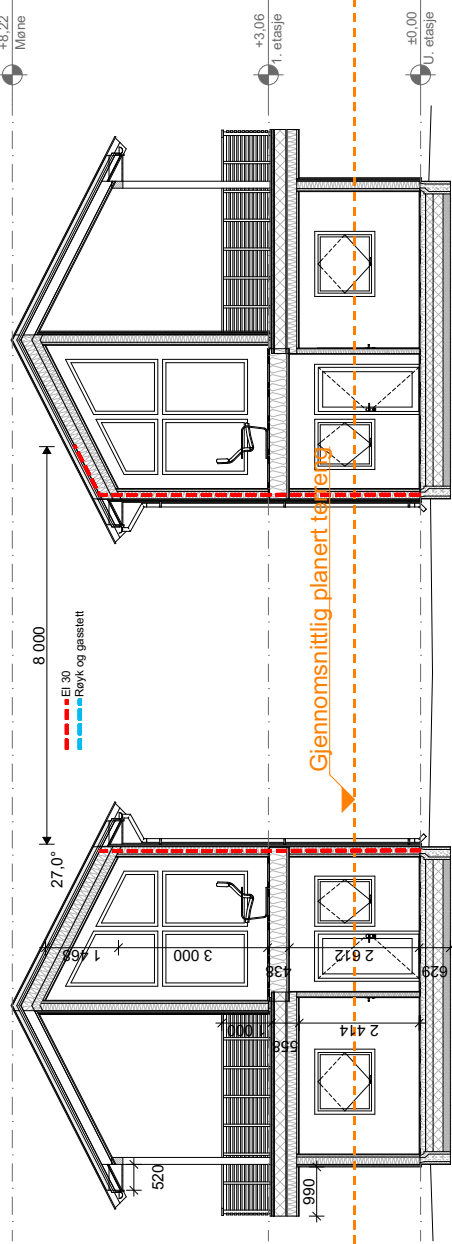 +8,22
Møne
+3,06
1. etasje
±0,00
U. etasje
8 000
EI 30
Røyk og gasstett
Gjennomsnittlig planert terreng
27,0°
1 468
3 000
438
2 612
629
1 000
558
2 414
520
990